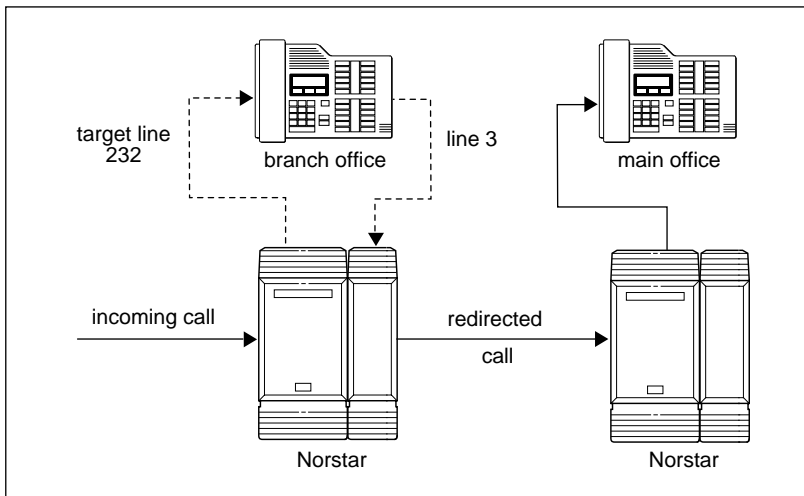 target line
232
branch office
line 3
main office
incoming call
redirected
call
Norstar
Norstar